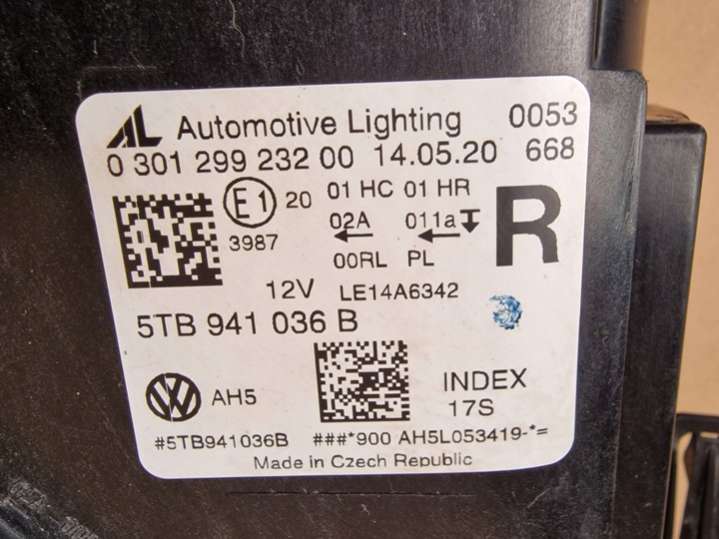 AL Automotive Lighting 0053
0 301 299 232 00 14.05.20 668
E1 20 01 HC 01 HR R
02A 011a
3987
00RL PL
12V LE14A6342
5TB 941 036 B
VW AH5 INDEX
17S
#5TB941036B ###*900 AH5L053419-*=
Made in Czech Republic